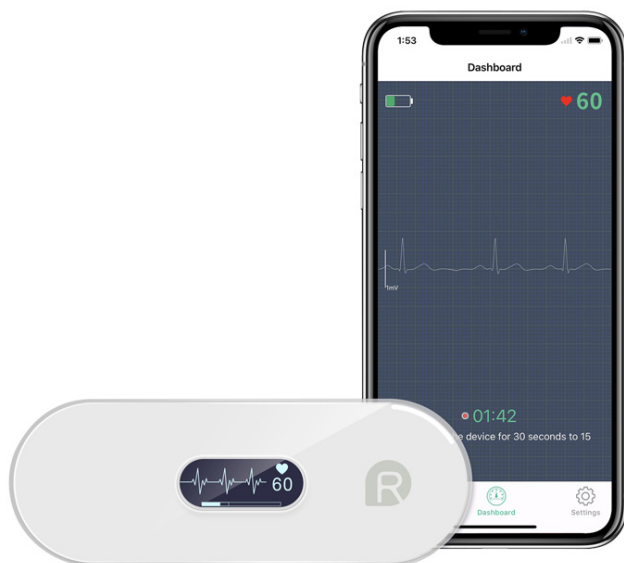 1:53
Dashboard
60
1mV
01:42
e device for 30 seconds to 15
60
R
Dashboard
Settings